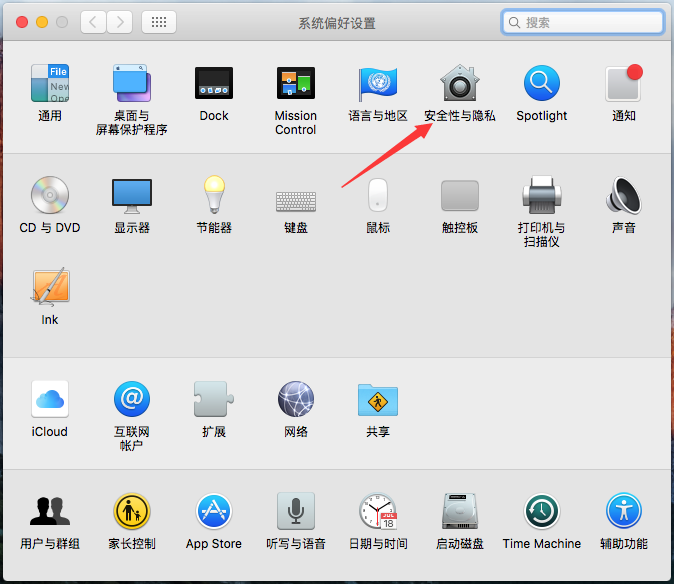 系统偏好设置
搜索
File
New
Ope
通用
桌面与
屏幕保护程序
Dock
Mission
Control
语言与地区
安全性与隐私
Spotlight
通知
CD 与 DVD
显示器
节能器
键盘
鼠标
触控板
打印机与
扫描仪
声音
Ink
iCloud
@
互联网
帐户
扩展
网络
共享
JUL
18
用户与群组
家长控制
App Store
听写与语音
日期与时间
启动磁盘
Time Machine
辅助功能